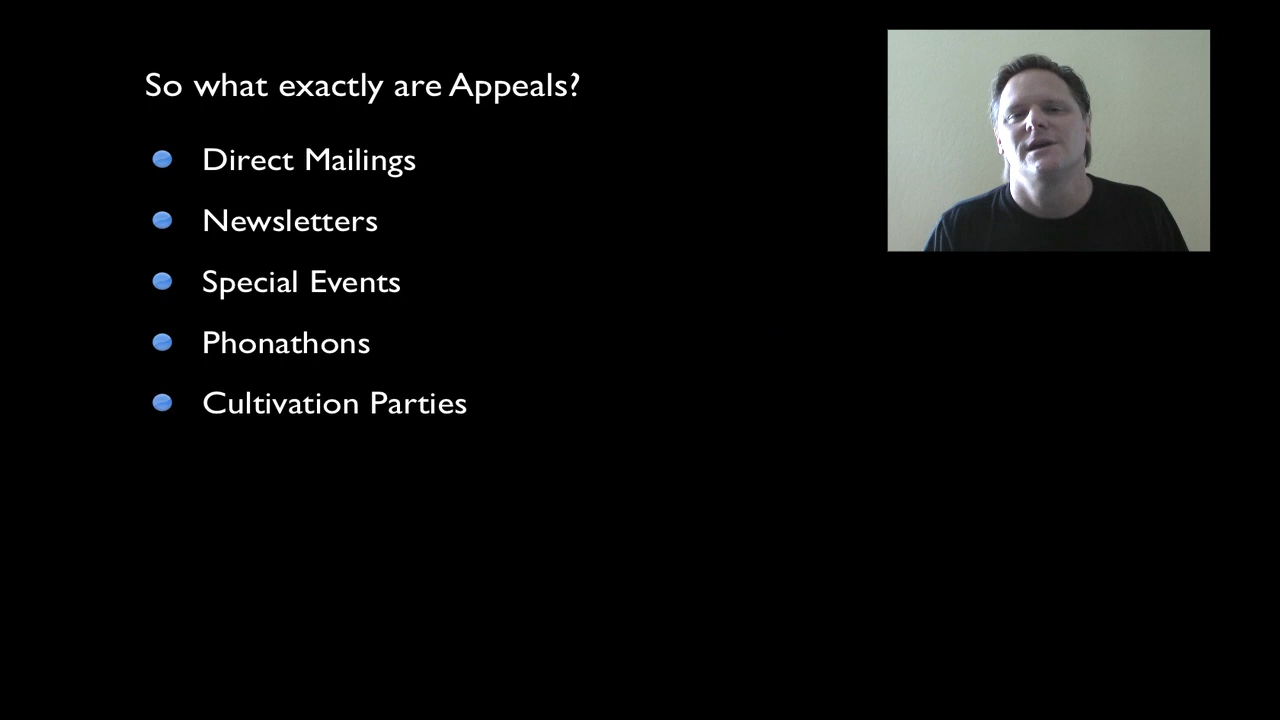 So what exactly are Appeals?
Direct Mailings
Newsletters
Special Events
Phonathons
Cultivation Parties